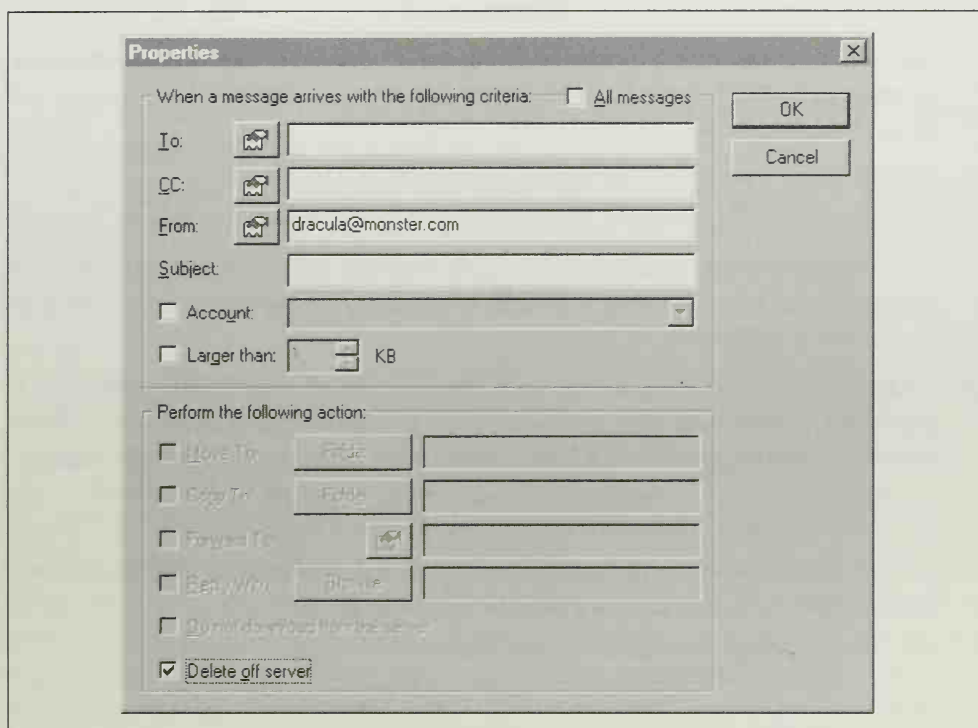 Properties
When a message arrives with the following criteria: All messages
OK
Cancel
To:
CC:
From: dracula@monster.com
Subject:
Account:
Larger than: KB
Perform the following action:
Move To:
Copy To:
Forward To:
Delete off server